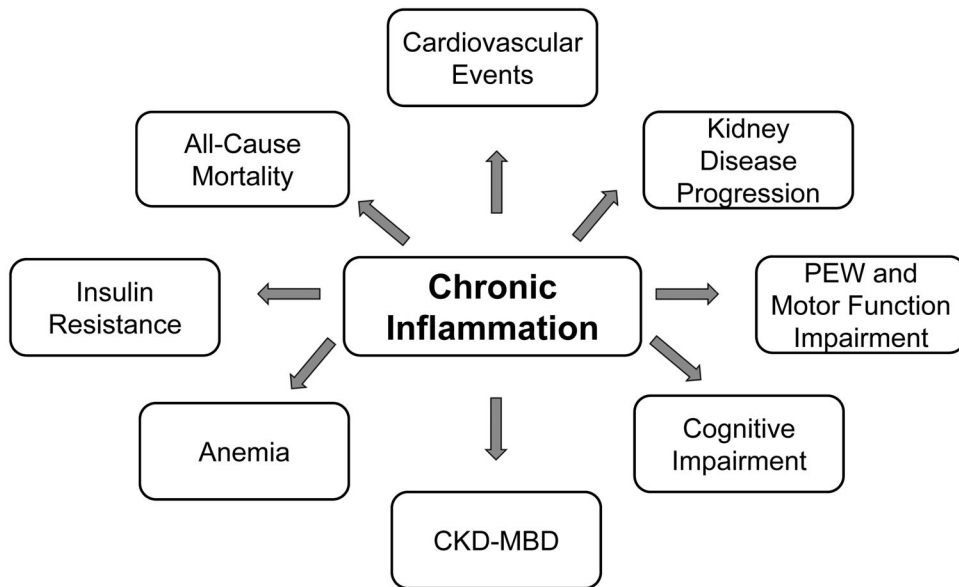 Cardiovascular
Events
All-Cause
Mortality
Kidney
Disease
Progression
Insulin
Resistance
Chronic
Inflammation
PEW and
Motor Function
Impairment
Anemia
Cognitive
Impairment
CKD-MBD